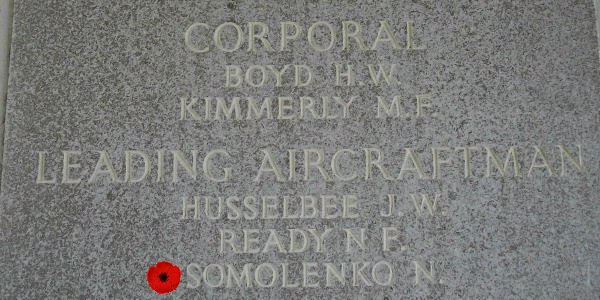 CORPORAL
BOYD H.W.
KIMMERLY M.F.
LEADING AIRCRAFTMAN
HUSSELBEE J.W.
READY N.E.
SOMOLENKO N.